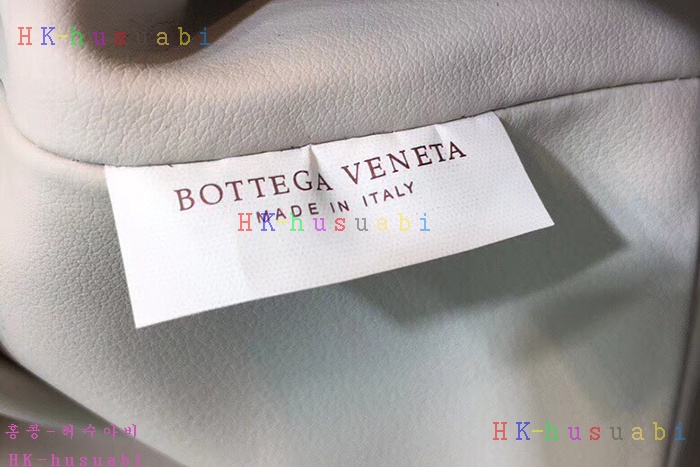 HK-husuabi
BOTTEGA VENETA
MADE IN ITALY
HK-husuabi
홍콩-허수아비
HK-husuabi
HK-husuabi